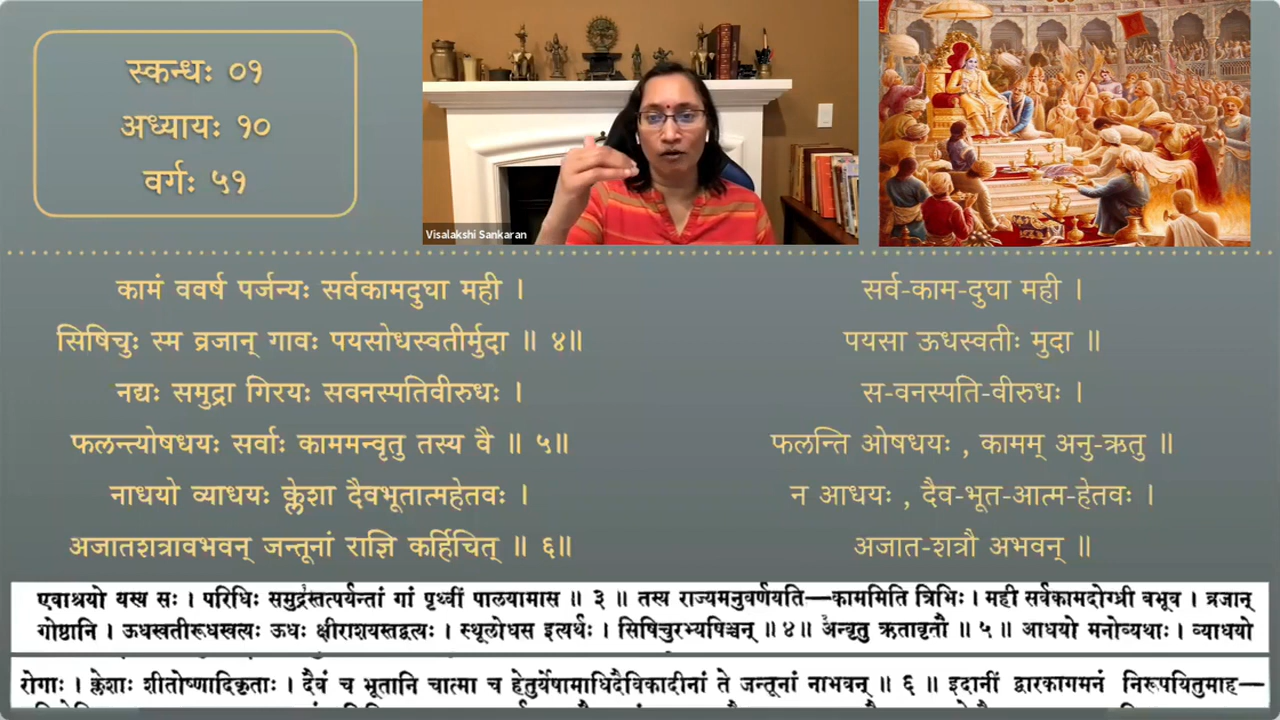 स्कन्धः ०१
अध्यायः १०
वर्गः ५१
Visalakshi Sankaran
कामं ववर्ष पर्जन्यः सर्वकामदुघा मही ।
सिषिचुः स्म व्रजान् गावः पयसोधस्वतीर्मुदा ॥ ४॥
नद्यः समुद्रा गिरयः सवनस्पतिवीरुधः ।
फलन्त्योषधयः सर्वाः काममन्वृतु तस्य वै ॥ ५॥
नाधयो व्याधयः क्लेशा दैवभूतात्महेतवः ।
अजातशत्रावभवन् जन्तूनां राज्ञि कर्हिचित् ॥ ६॥
सर्व-काम-दुघा मही ।
पयसा ऊधस्वतीः मुदा ॥
स-वनस्पति-वीरुधः ।
फलन्ति ओषधयः , कामम् अनु-ऋतु ॥
न आधयः , दैव-भूत-आत्म-हेतवः ।
अजात-शत्रौ अभवन् ॥
एवाश्रयो यस्य सः । परिधिः समुद्रस्तत्पर्यन्तां गां पृथ्वीं पालयामास ॥ ३ ॥ तस्य राज्यमनुवर्णयति—काममिति त्रिभिः । मही सर्वकामदोग्ध्री बभूव । व्रजान्
गोष्ठानि । ऊधस्वतीरूधस्वत्यः ऊधः क्षीराशयस्तद्वत्यः । स्थूलोधस इत्यर्थः । सिषिचुरभ्यषिञ्चन् ॥ ४ ॥ अन्वृतु ऋतावृतौ ॥ ५ ॥ आधयो मनोव्यथाः । व्याधयो
रोगाः । क्लेशाः शीतोष्णादिकृताः । दैवं च भूतानि चात्मा च हेतुर्येषामाधिदैविकादीनां ते जन्तूनां नाभवन् ॥ ६ ॥ इदानीं द्वारकागमनं निरूपयितुमाह—